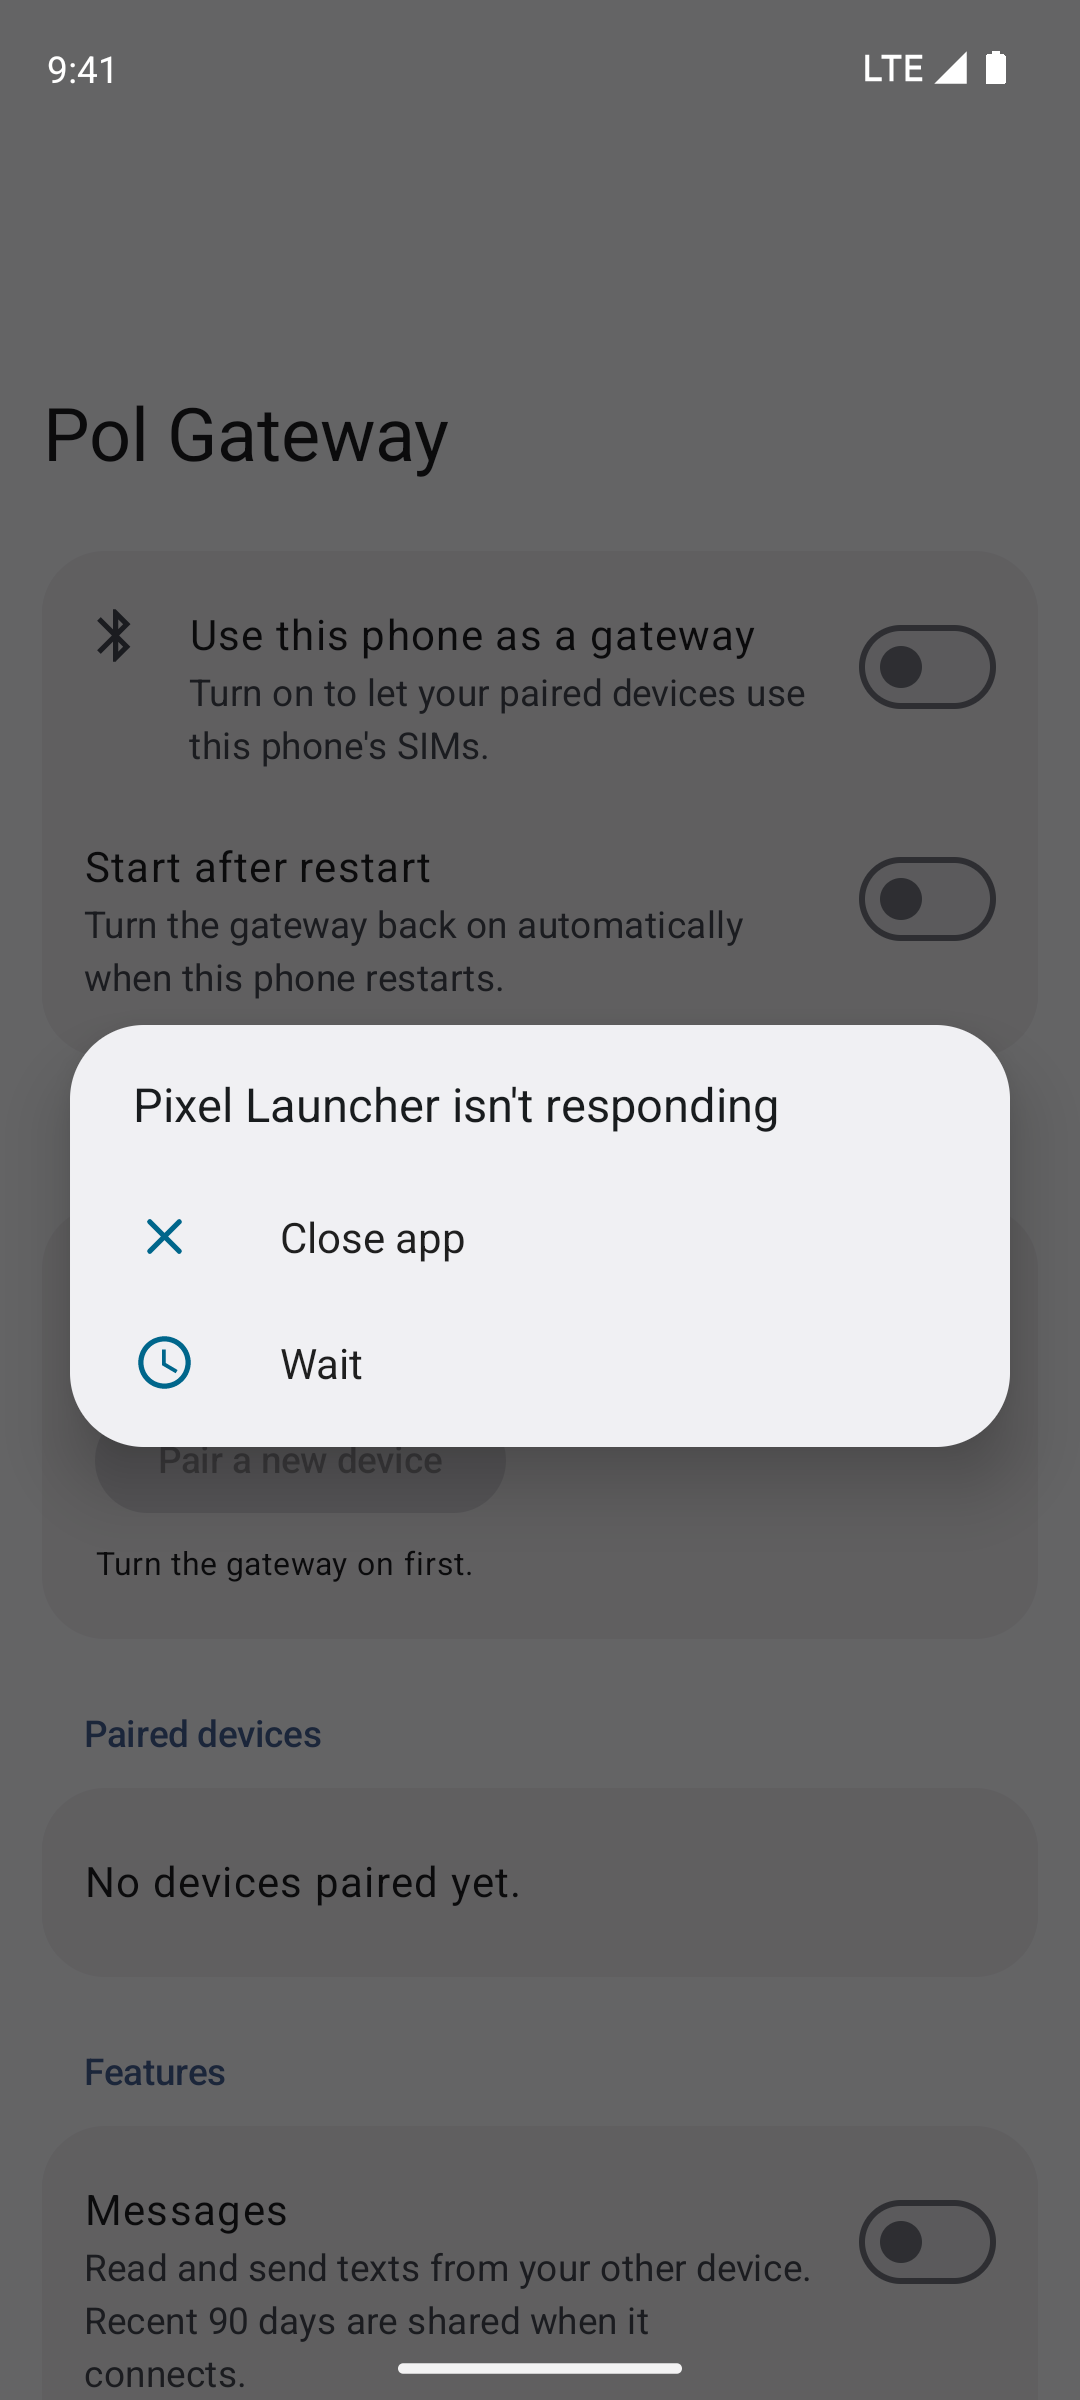 9:41
LTE
Pol Gateway
Use this phone as a gateway
Turn on to let your paired devices use
this phone's SIMs.
Start after restart
Turn the gateway back on automatically
when this phone restarts.
Pixel Launcher isn't responding
Close app
Wait
Pair a new device
Turn the gateway on first.
Paired devices
No devices paired yet.
Features
Messages
Read and send texts from your other device.
Recent 90 days are shared when it
connects.